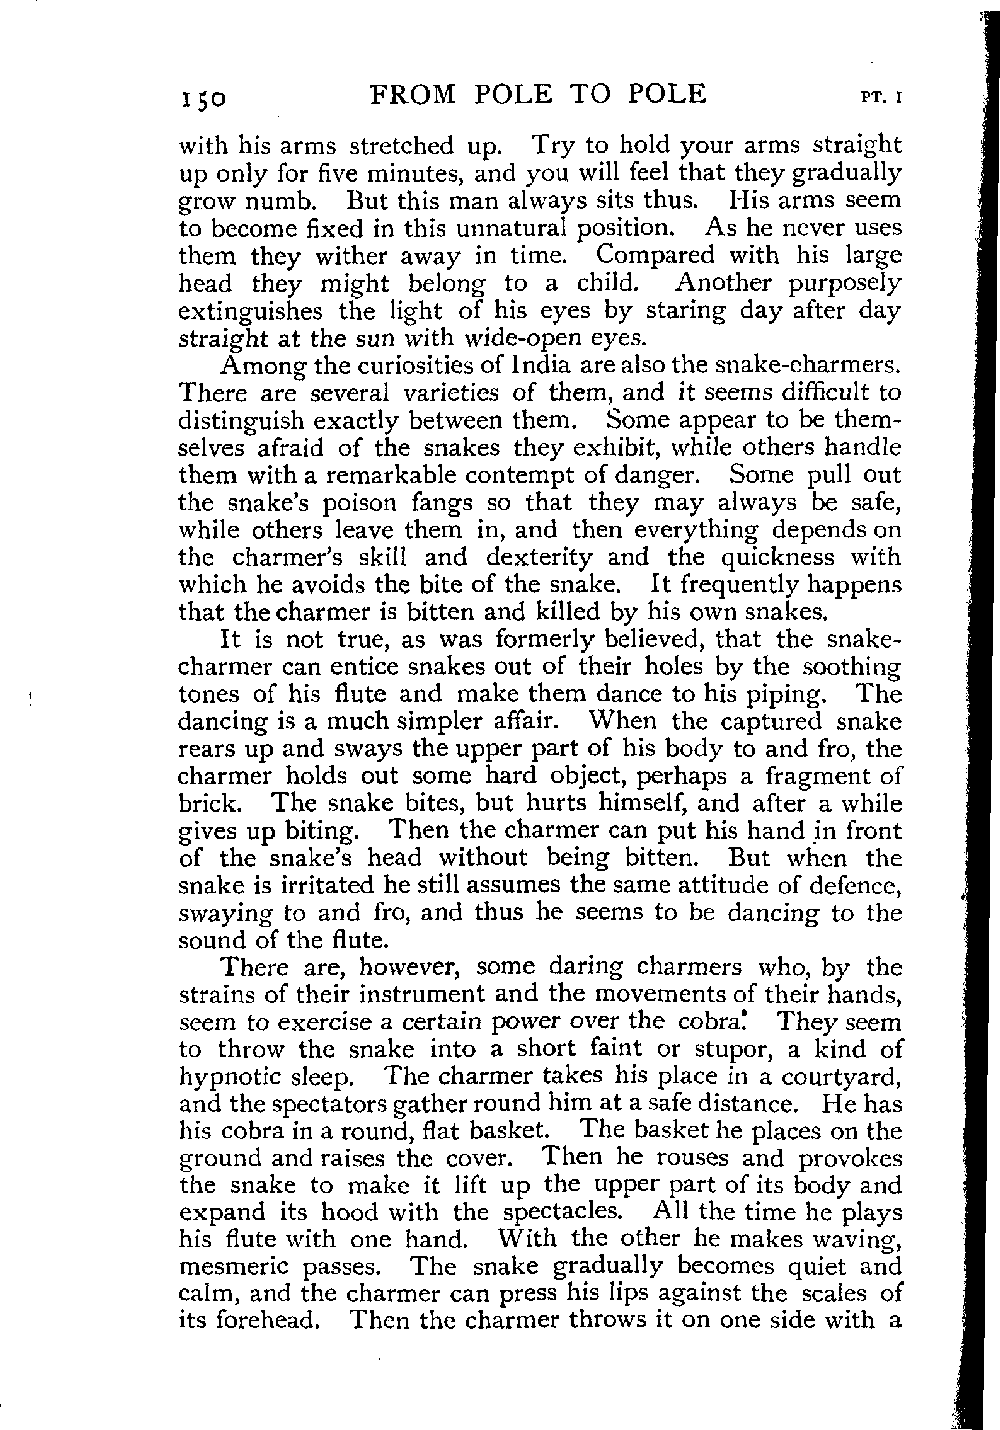 150 FROM POLE TO POLE PT. I
with his arms stretched up. Try to hold your arms straight
up only for five minutes, and you will feel that they gradually
grow numb. But this man always sits thus. His arms seem
to become fixed in this unnatural position. As he never uses
them they wither away in time. Compared with his large
head they might belong to a child. Another purposely
extinguishes the light of his eyes by staring day after day
straight at the sun with wide-open eyes.
Among the curiosities of India are also the snake-charmers.
There are several varieties of them, and it seems difficult to
distinguish exactly between them. Some appear to be them-
selves afraid of the snakes they exhibit, while others handle
them with a remarkable contempt of danger. Some pull out
the snake's poison fangs so that they may always be safe,
while others leave them in, and then everything depends on
the charmer's skill and dexterity and the quickness with
which he avoids the bite of the snake. It frequently happens
that the charmer is bitten and killed by his own snakes.
It is not true, as was formerly believed, that the snake-
charmer can entice snakes out of their holes by the soothing
tones of his flute and make them dance to his piping. The
dancing is a much simpler affair. When the captured snake
rears up and sways the upper part of his body to and fro, the
charmer holds out some hard object, perhaps a fragment of
brick. The snake bites, but hurts himself, and after a while
gives up biting. Then the charmer can put his hand in front
of the snake's head without being bitten. But when the
snake is irritated he still assumes the same attitude of defence,
swaying to and fro, and thus he seems to be dancing to the
sound of the flute.
There are, however, some daring charmers who, by the
strains of their instrument and the movements of their hands,
seem to exercise a certain power over the cobra. They seem
to throw the snake into a short faint or stupor, a kind of
hypnotic sleep. The charmer takes his place in a courtyard,
and the spectators gather round him at a safe distance. He has
his cobra in a round, flat basket. The basket he places on the
ground and raises the cover. Then he rouses and provokes
the snake to make it lift up the upper part of its body and
expand its hood with the spectacles. All the time he plays
his flute with one hand. With the other he makes waving,
mesmeric passes. The snake gradually becomes quiet and
calm, and the charmer can press his lips against the scales of
its forehead. Then the charmer throws it on one side with a